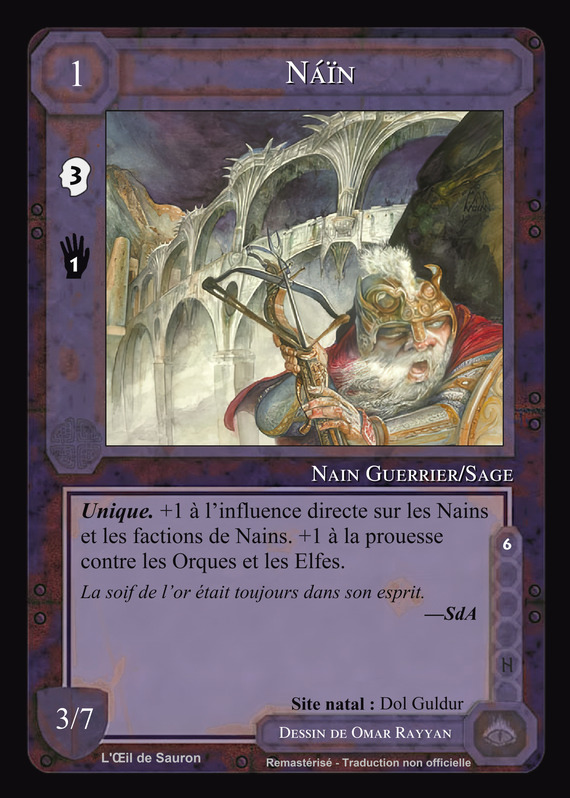 1
Náïn
3
1
Nain Guerrier/Sage
Unique. +1 à l'influence directe sur les Nains
et les factions de Nains. +1 à la prouesse
contre les Orques et les Elfes.
La soif de l'or était toujours dans son esprit.
—SdA
6
Site natal : Dol Guldur
3/7
Dessin de Omar Rayyan
L'Œil de Sauron
Remastérisé - Traduction non officielle